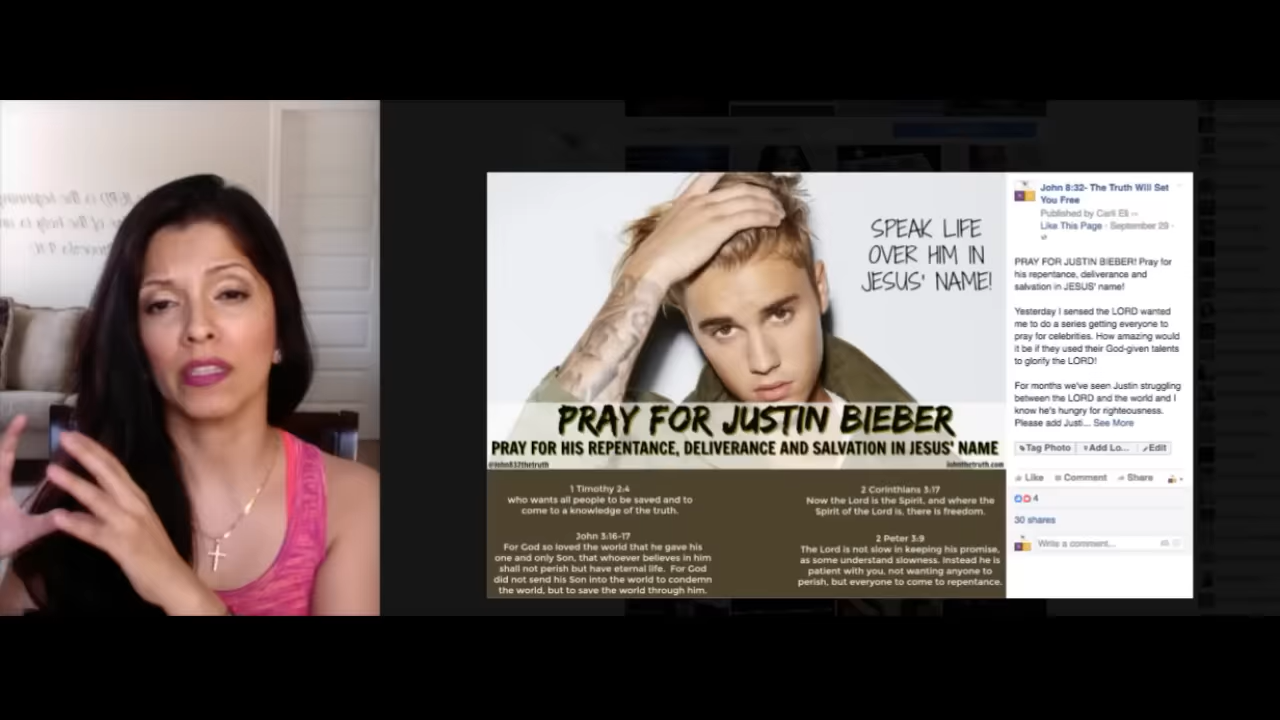 SPEAK LIFE
OVER HIM IN
JESUS' NAME!
PRAY FOR JUSTIN BIEBER
PRAY FOR HIS REPENTANCE, DELIVERANCE AND SALVATION IN JESUS' NAME
@john832thetruth
johnthetruth.com
1 Timothy 2:4
who wants all people to be saved and to
come to a knowledge of the truth.
John 3:16-17
For God so loved the world that he gave his
one and only Son, that whoever believes in him
shall not perish but have eternal life. For God
did not send his Son into the world to condemn
the world, but to save the world through him.
2 Corinthians 3:17
Now the Lord is the Spirit, and where the
Spirit of the Lord is, there is freedom.
2 Peter 3:9
The Lord is not slow in keeping his promise,
as some understand slowness. Instead he is
patient with you, not wanting anyone to
perish, but everyone to come to repentance.
John 8:32- The Truth Will Set
You Free
Published by Carli Eli
Like This Page · September 29 ·
PRAY FOR JUSTIN BIEBER! Pray for
his repentance, deliverance and
salvation in JESUS' name!
Yesterday I sensed the LORD wanted
me to do a series getting everyone to
pray for celebrities. How amazing would
it be if they used their God-given talents
to glorify the LORD!
For months we've seen Justin struggling
between the LORD and the world and I
know he's hungry for righteousness.
Please add Justi... See More
Tag Photo Add Lo... Edit
Like Comment Share
4
30 shares
Write a comment...